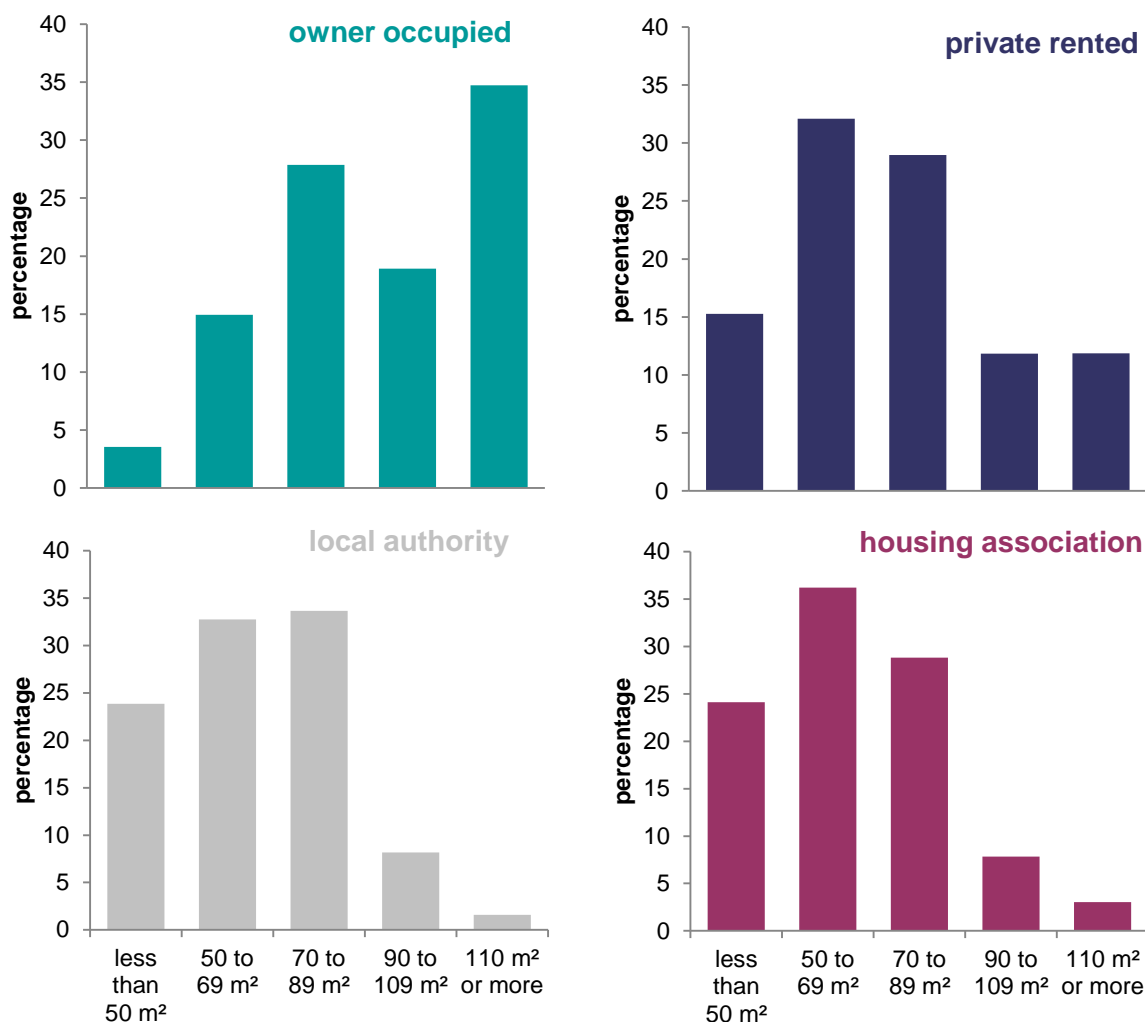 owner occupied
percentage
40
35
30
25
20
15
10
5
0
private rented
percentage
40
35
30
25
20
15
10
5
0
local authority
percentage
40
35
30
25
20
15
10
5
0
less than 50 m²
50 to 69 m²
70 to 89 m²
90 to 109 m²
110 m² or more
housing association
percentage
40
35
30
25
20
15
10
5
0
less than 50 m²
50 to 69 m²
70 to 89 m²
90 to 109 m²
110 m² or more